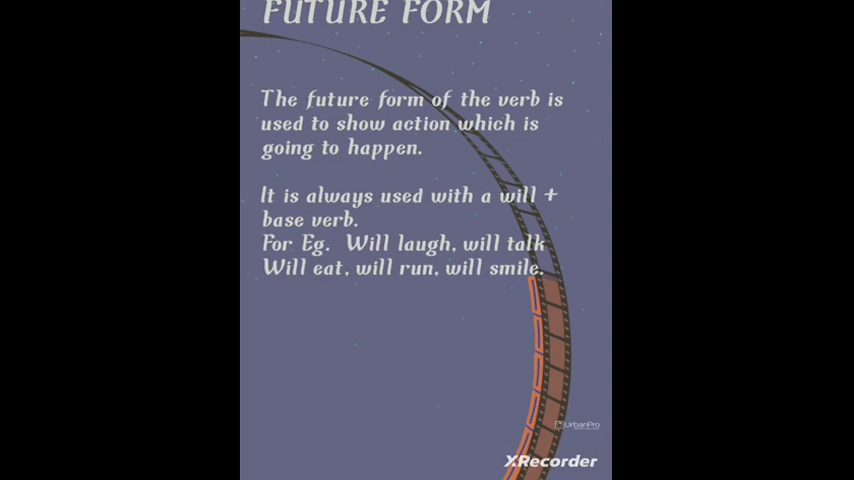 FUTURE FORM
The future form of the verb is
used to show action which is
going to happen.
It is always used with a will +
base verb.
For Eg. Will laugh, will talk
Will eat, will run, will smile.
UrbanPro
XRecorder